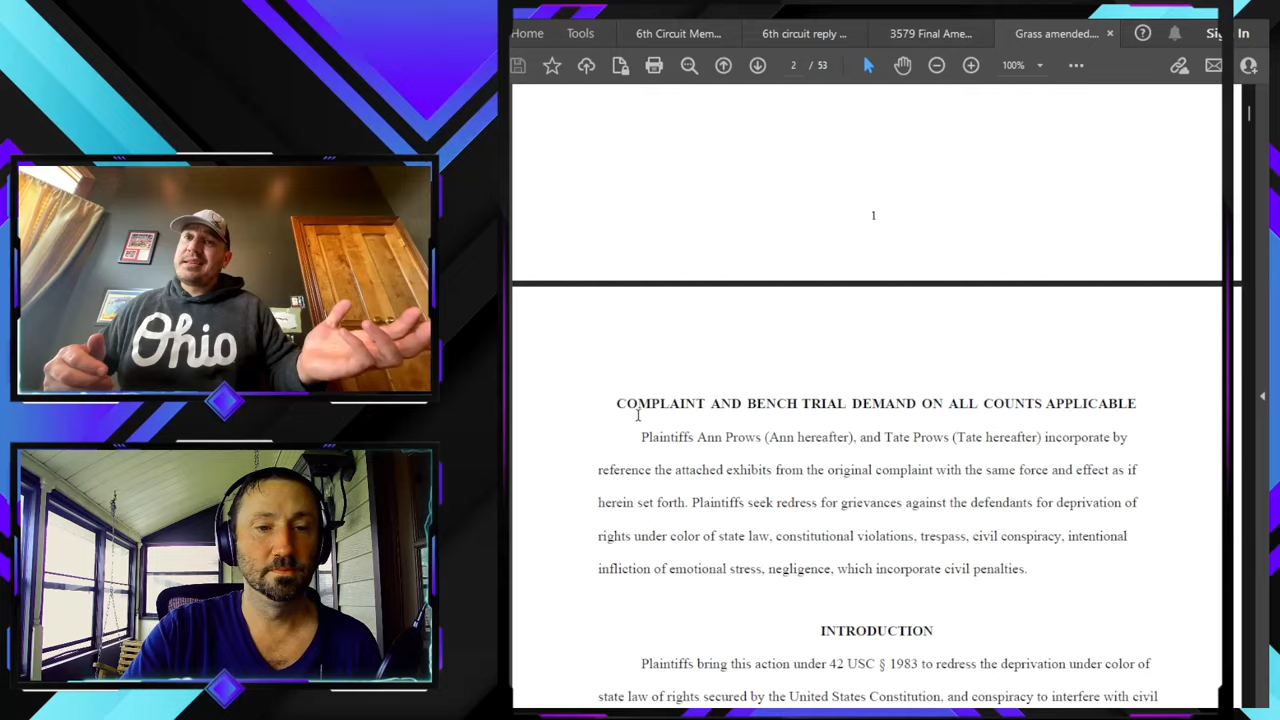 Home Tools 6th Circuit Mem... 6th circuit reply ... 3579 Final Ame... Grass amended.... × Sign In
2 / 53 100%
1
COMPLAINT AND BENCH TRIAL DEMAND ON ALL COUNTS APPLICABLE
Plaintiffs Ann Prows (Ann hereafter), and Tate Prows (Tate hereafter) incorporate by
reference the attached exhibits from the original complaint with the same force and effect as if
herein set forth. Plaintiffs seek redress for grievances against the defendants for deprivation of
rights under color of state law, constitutional violations, trespass, civil conspiracy, intentional
infliction of emotional stress, negligence, which incorporate civil penalties.
INTRODUCTION
Plaintiffs bring this action under 42 USC § 1983 to redress the deprivation under color of
state law of rights secured by the United States Constitution, and conspiracy to interfere with civil
Ohio